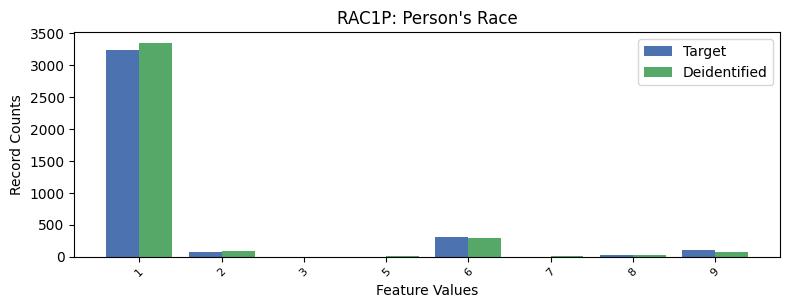 RAC1P: Person's Race
3500
3000
2500
2000
1500
1000
500
0
Record Counts
Target
Deidentified
1 2 3 5 6 7 8 9
Feature Values